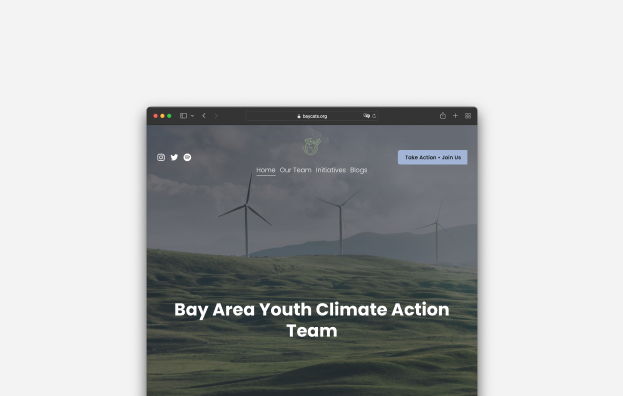 baycats.org
Take Action • Join Us
Home Our Team Initiatives Blogs
Bay Area Youth Climate Action
Team